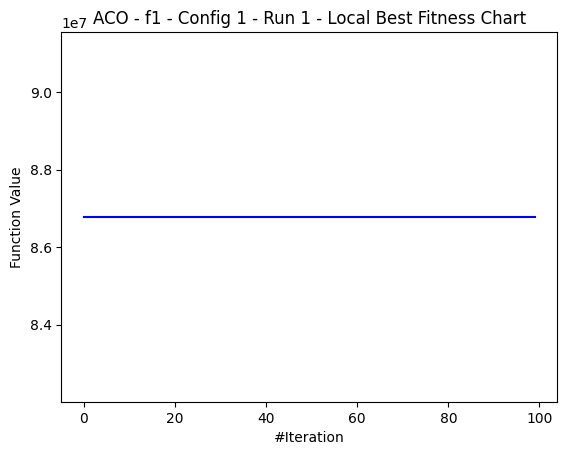 ACO - f1 - Config 1 - Run 1 - Local Best Fitness Chart
1e7
9.0
8.8
8.6
8.4
Function Value
0 20 40 60 80 100
#Iteration